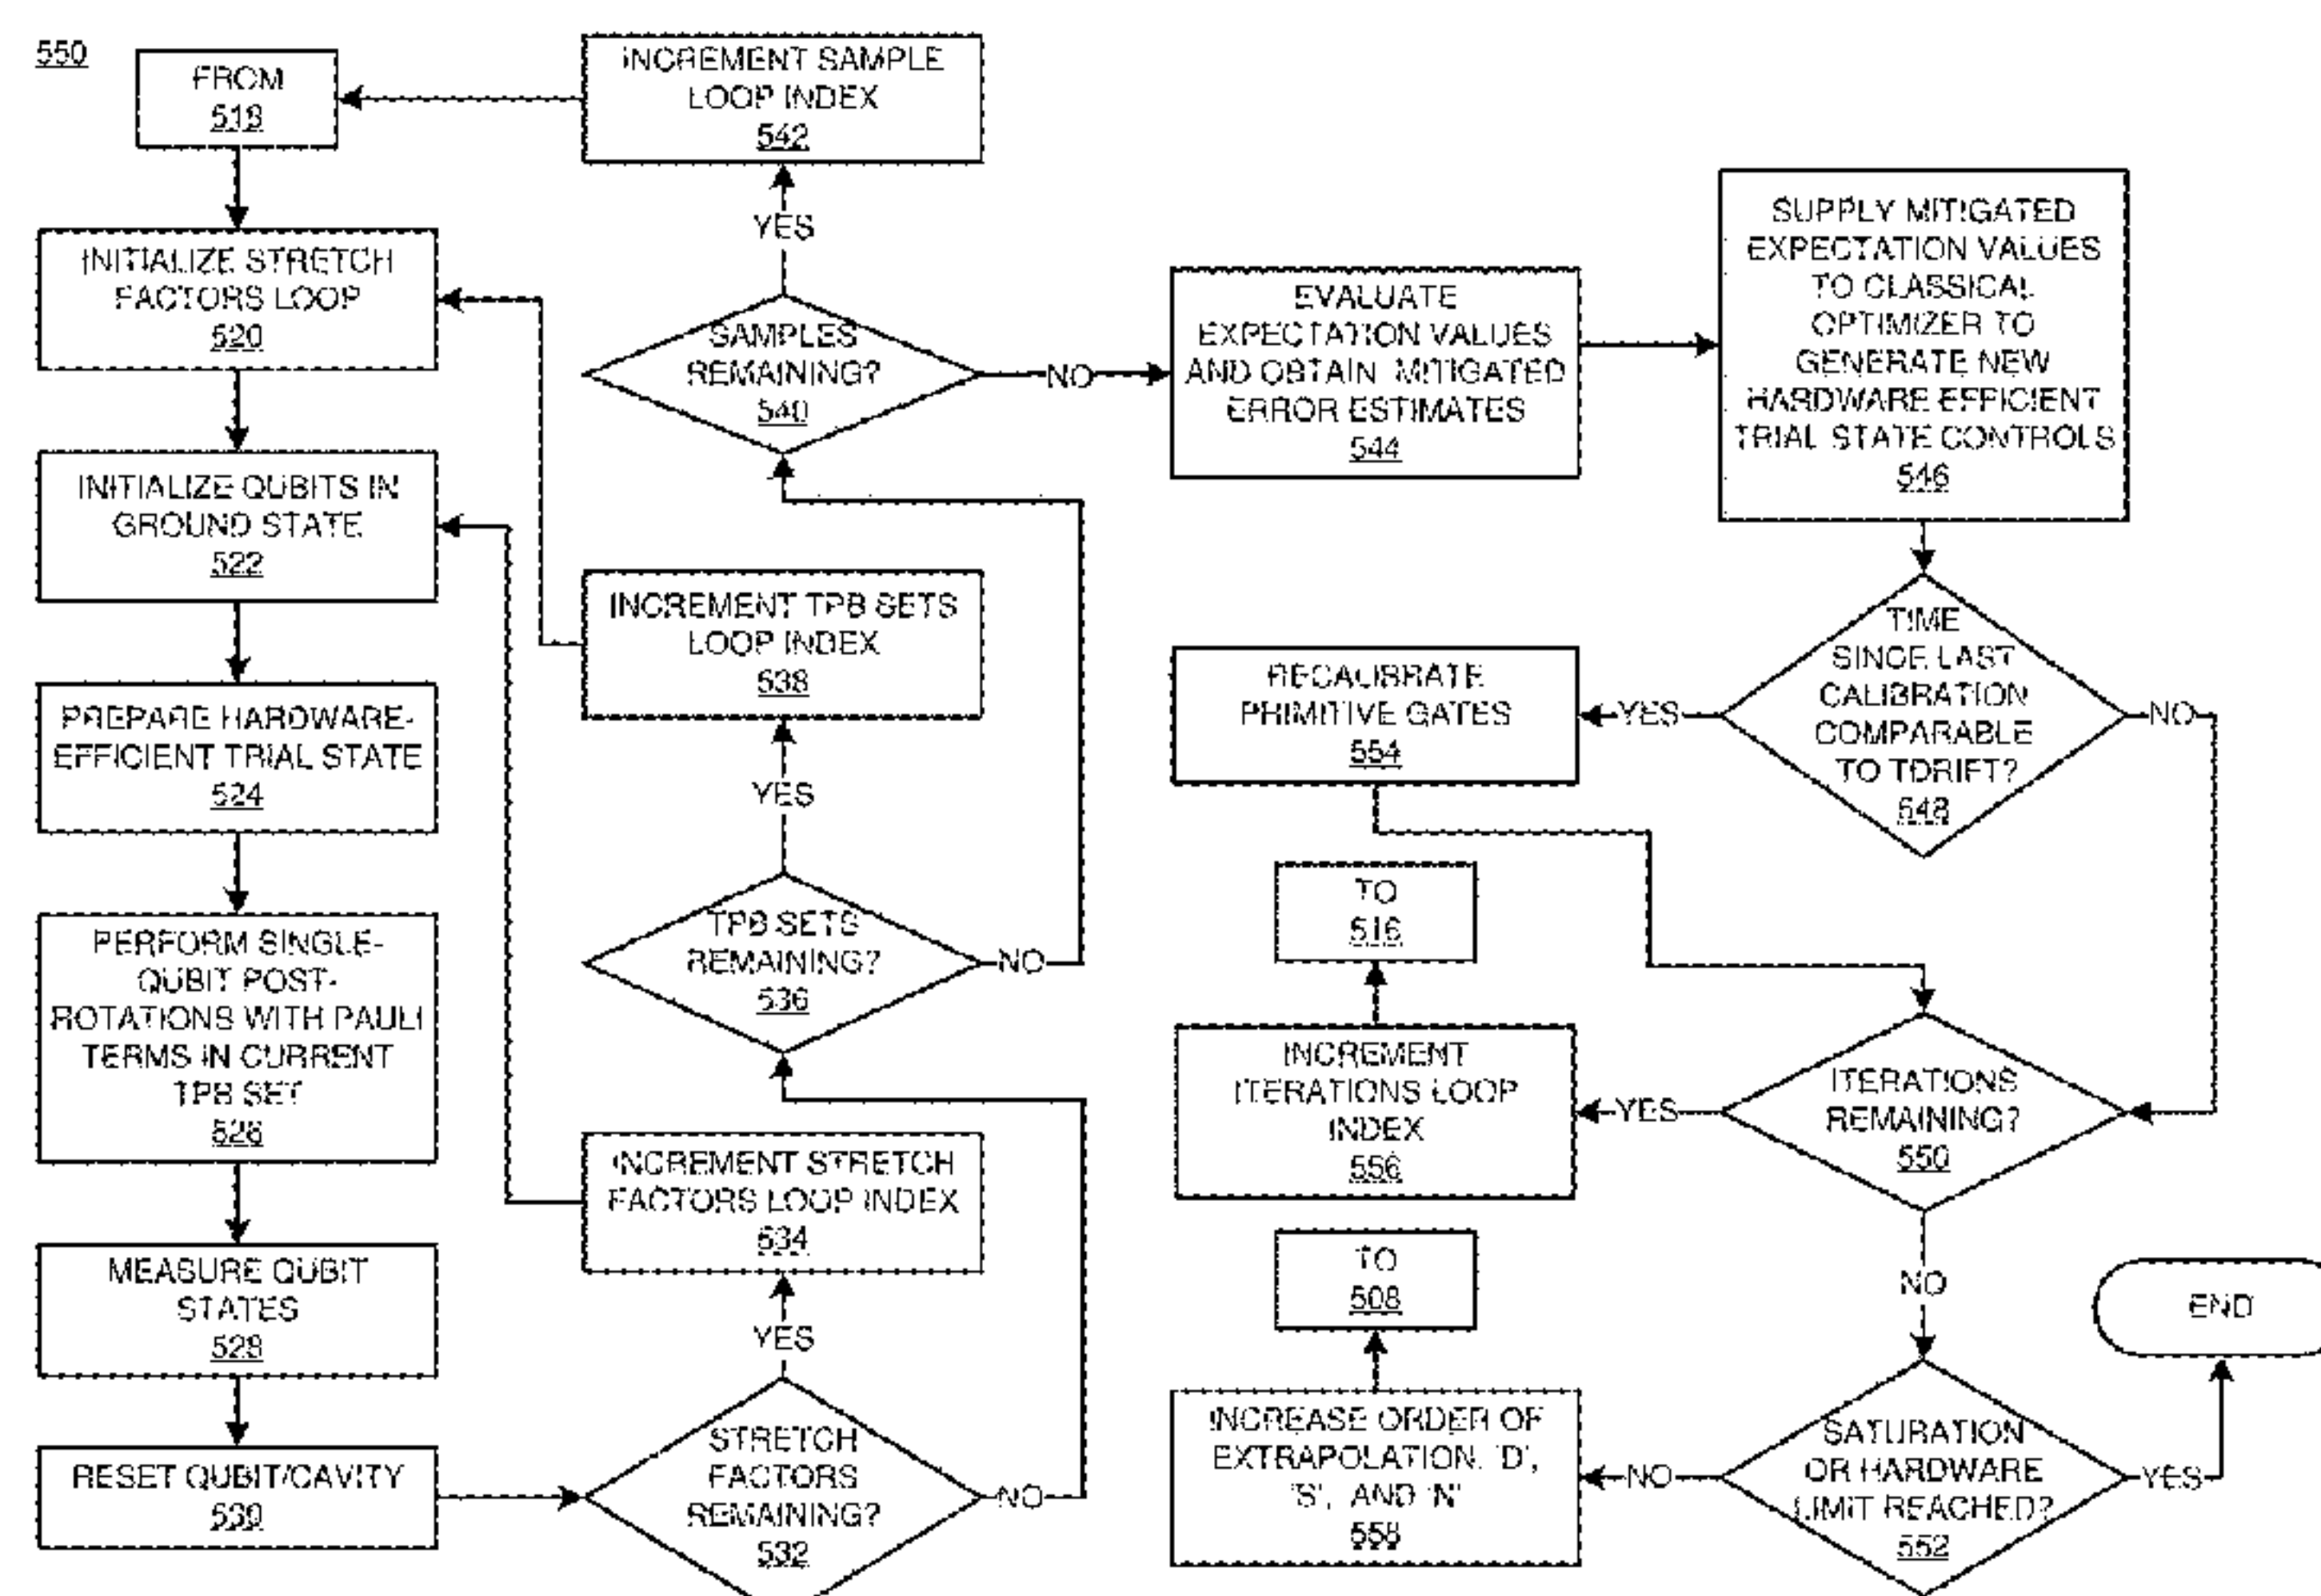 550
FROM
518
INITIALIZE STRETCH
FACTORS LOOP
520
INITIALIZE QUBITS IN
GROUND STATE
522
PREPARE HARDWARE-
EFFICIENT TRIAL STATE
524
PERFORM SINGLE-
QUBIT POST-
ROTATIONS WITH PAULI
TERMS IN CURRENT
TPB SET
526
MEASURE QUBIT
STATES
528
RESET QUBIT/CAVITY
530
INCREMENT SAMPLE
LOOP INDEX
542
YES
SAMPLES
REMAINING?
540
NO
INCREMENT TPB SETS
LOOP INDEX
538
YES
TPB SETS
REMAINING?
536
NO
INCREMENT STRETCH
FACTORS LOOP INDEX
534
YES
STRETCH
FACTORS
REMAINING?
532
NO
EVALUATE
EXPECTATION VALUES
AND OBTAIN MITIGATED
ERROR ESTIMATES
544
SUPPLY MITIGATED
EXPECTATION VALUES
TO CLASSICAL
OPTIMIZER TO
GENERATE NEW
HARDWARE EFFICIENT
TRIAL STATE CONTROLS
546
TIME
SINCE LAST
CALIBRATION
COMPARABLE
TO TDRIFT?
548
YES
NO
RECALIBRATE
PRIMITIVE GATES
554
TO
516
INCREMENT
ITERATIONS LOOP
INDEX
556
YES
ITERATIONS
REMAINING?
550
NO
TO
508
INCREASE ORDER OF
EXTRAPOLATION, 'D',
'S', AND 'N'
558
NO
SATURATION
OR HARDWARE
LIMIT REACHED?
552
YES
END